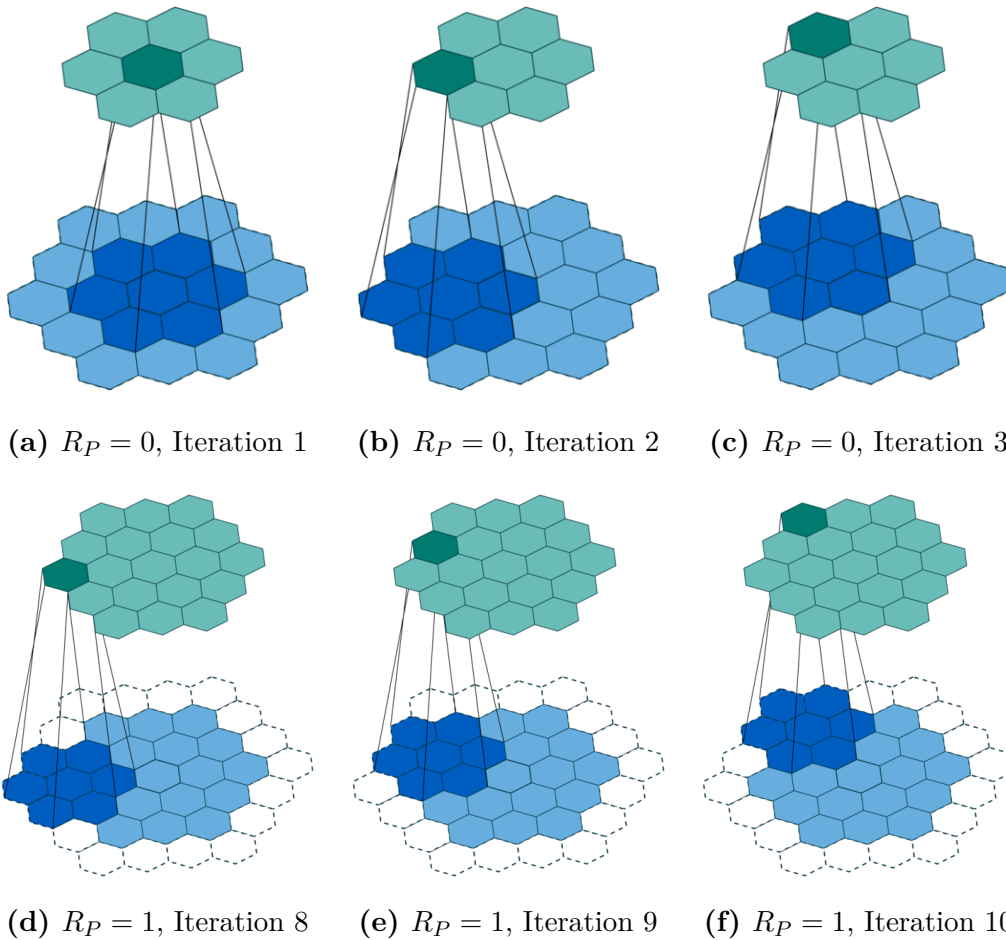 (a) R_P = 0, Iteration 1
(b) R_P = 0, Iteration 2
(c) R_P = 0, Iteration 3
(d) R_P = 1, Iteration 8
(e) R_P = 1, Iteration 9
(f) R_P = 1, Iteration 10